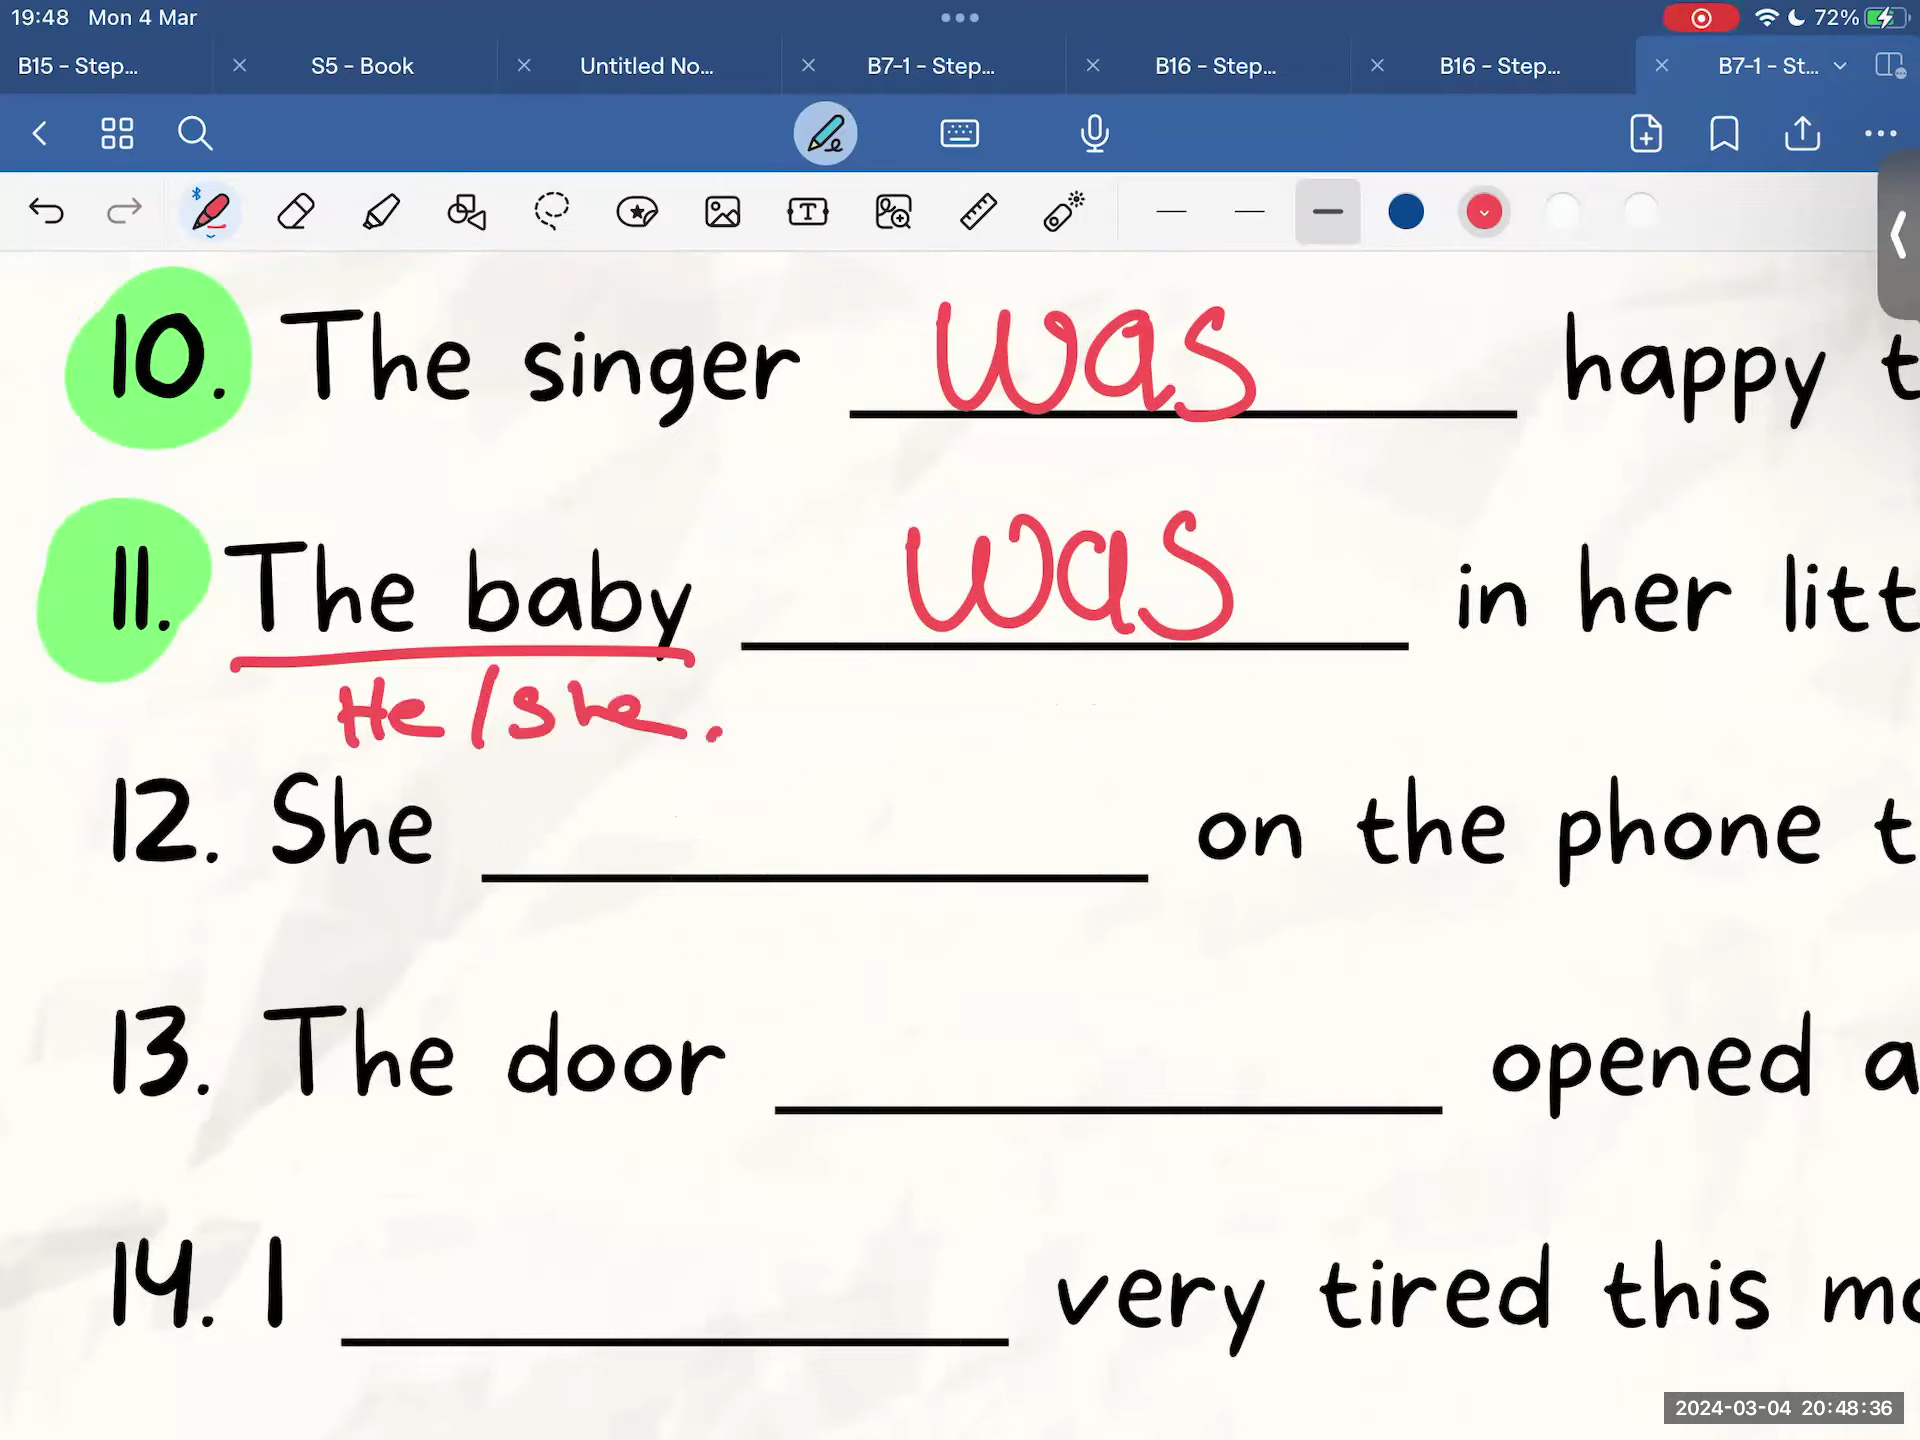 19:48 Mon 4 Mar
72%
B15 - Step...
S5 - Book
Untitled No...
B7-1 - Step...
B16 - Step...
B16 - Step...
B7-1 - St...
10. The singer was happy t
11. The baby was in her litt
He/She.
12. She on the phone t
13. The door opened a
14. I very tired this mo
2024-03-04 20:48:36